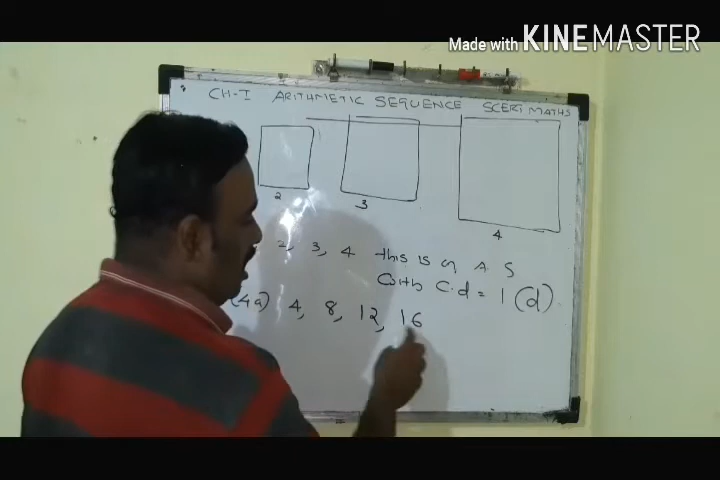 Made with KINEMASTER
CH-I ARITHMETIC SEQUENCE SCERT MATHS
2 3 4
2, 3, 4 this is an A S
with C.d = 1 (d)
(4a) 4, 8, 12, 16